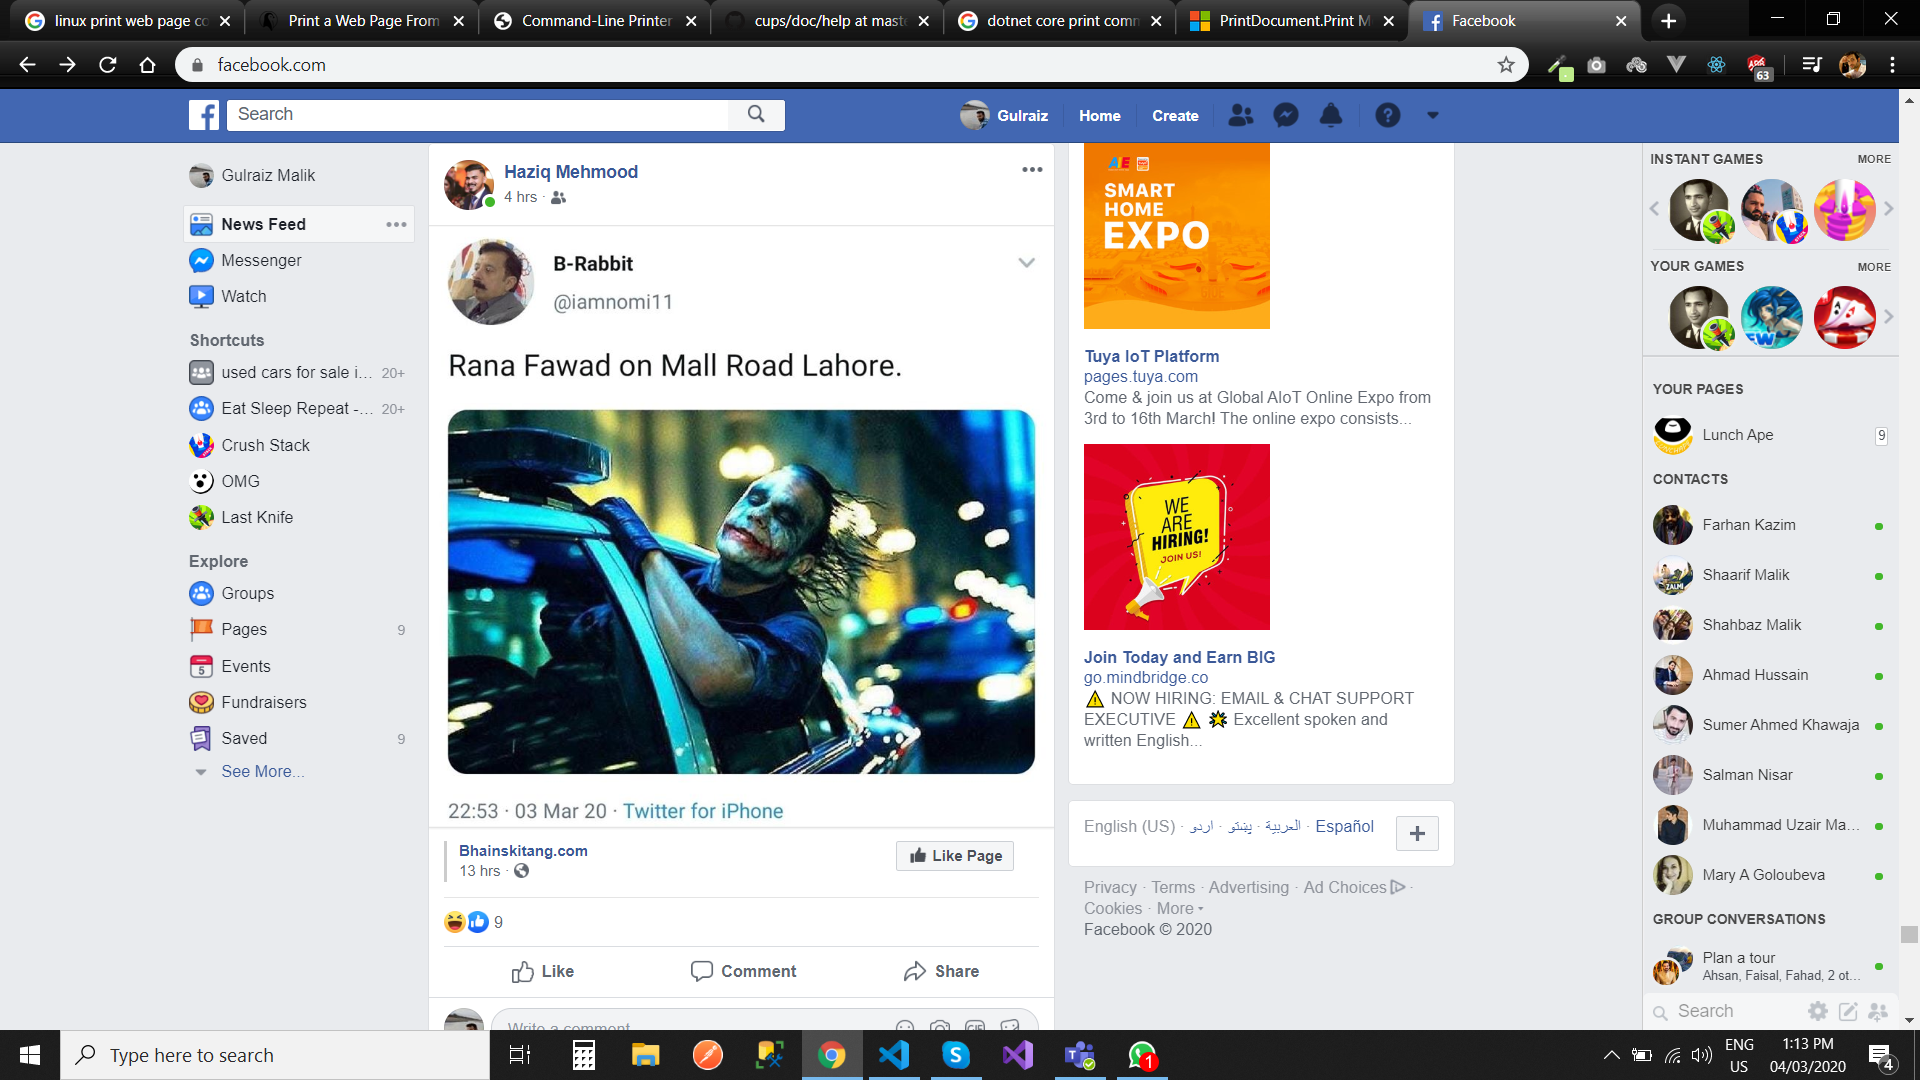 linux print web page co
Print a Web Page From
Command-Line Printer
cups/doc/help at mast
dotnet core print comm
PrintDocument.Print M
Facebook
facebook.com
63
Search
Gulraiz
Home
Create
Gulraiz Malik
News Feed
Messenger
Watch
Shortcuts
used cars for sale i... 20+
Eat Sleep Repeat -... 20+
Crush Stack
OMG
Last Knife
Explore
Groups
Pages 9
Events
Fundraisers
Saved 9
See More...
Haziq Mehmood
4 hrs ·
B-Rabbit
@iamnomi11
Rana Fawad on Mall Road Lahore.
22:53 · 03 Mar 20 · Twitter for iPhone
Bhainskitang.com
13 hrs ·
Like Page
9
Like
Comment
Share
Write a comment
GIF
SMART
HOME
EXPO
Tuya IoT Platform
pages.tuya.com
Come & join us at Global AIoT Online Expo from
3rd to 16th March! The online expo consists...
WE
ARE
HIRING!
JOIN US!
Join Today and Earn BIG
go.mindbridge.co
⚠ NOW HIRING: EMAIL & CHAT SUPPORT
EXECUTIVE ⚠ 🌟 Excellent spoken and
written English...
English (US) · اردو · پښتو · العربية · Español
Privacy · Terms · Advertising · Ad Choices ·
Cookies · More
Facebook © 2020
INSTANT GAMES MORE
YOUR GAMES MORE
YOUR PAGES
Lunch Ape 9
CONTACTS
Farhan Kazim
Shaarif Malik
Shahbaz Malik
Ahmad Hussain
Sumer Ahmed Khawaja
Salman Nisar
Muhammad Uzair Ma...
Mary A Goloubeva
GROUP CONVERSATIONS
Plan a tour
Ahsan, Faisal, Fahad, 2 ot...
Search
Type here to search
1
ENG
US
1:13 PM
04/03/2020
4